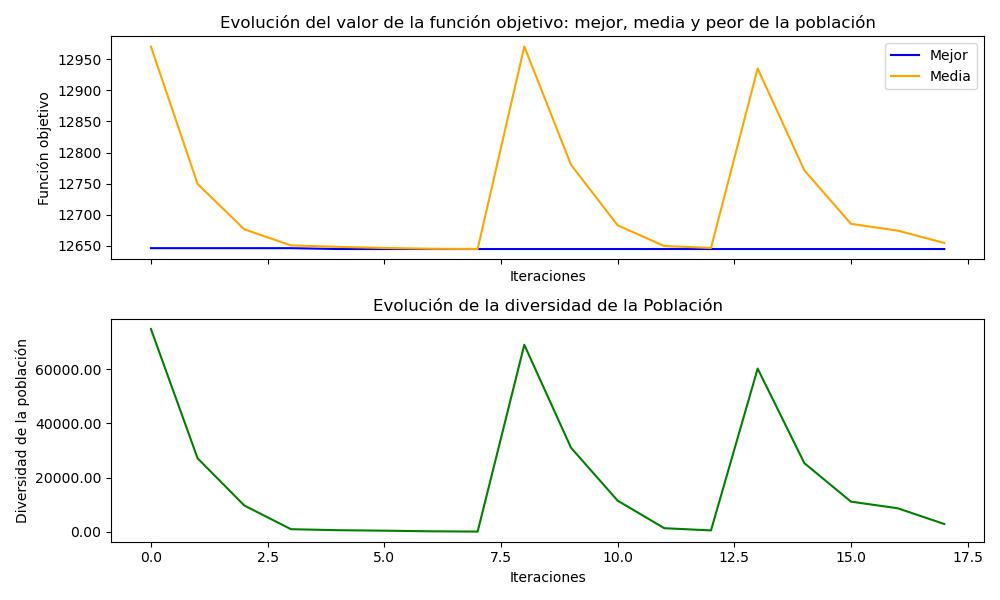 Evolución del valor de la función objetivo: mejor, media y peor de la población
Función objetivo
12950
12900
12850
12800
12750
12700
12650
Mejor
Media
Iteraciones
Evolución de la diversidad de la Población
Diversidad de la población
60000.00
40000.00
20000.00
0.00
0.0 2.5 5.0 7.5 10.0 12.5 15.0 17.5
Iteraciones